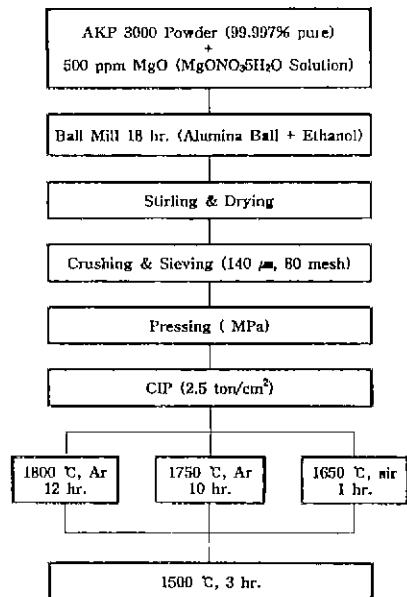 AKP 3000 Powder (99.997% pure)
+
500 ppm MgO (MgONO₃5H₂O Solution)
Ball Mill 18 hr. (Alumina Ball + Ethanol)
Stirling & Drying
Crushing & Sieving (140 ㎛, 80 mesh)
Pressing ( MPa)
CIP (2.5 ton/cm²)
1800 ℃, Ar
12 hr.
1750 ℃, Ar
10 hr.
1650 ℃, air
1 hr.
1500 ℃, 3 hr.